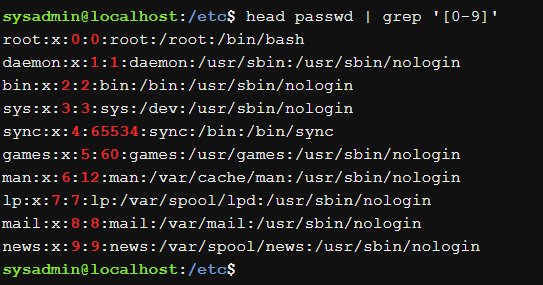 sysadmin@localhost:/etc$ head passwd | grep '[0-9]'
root:x:0:0:root:/root:/bin/bash
daemon:x:1:1:daemon:/usr/sbin:/usr/sbin/nologin
bin:x:2:2:bin:/bin:/usr/sbin/nologin
sys:x:3:3:sys:/dev:/usr/sbin/nologin
sync:x:4:65534:sync:/bin:/bin/sync
games:x:5:60:games:/usr/games:/usr/sbin/nologin
man:x:6:12:man:/var/cache/man:/usr/sbin/nologin
lp:x:7:7:lp:/var/spool/lpd:/usr/sbin/nologin
mail:x:8:8:mail:/var/mail:/usr/sbin/nologin
news:x:9:9:news:/var/spool/news:/usr/sbin/nologin
sysadmin@localhost:/etc$